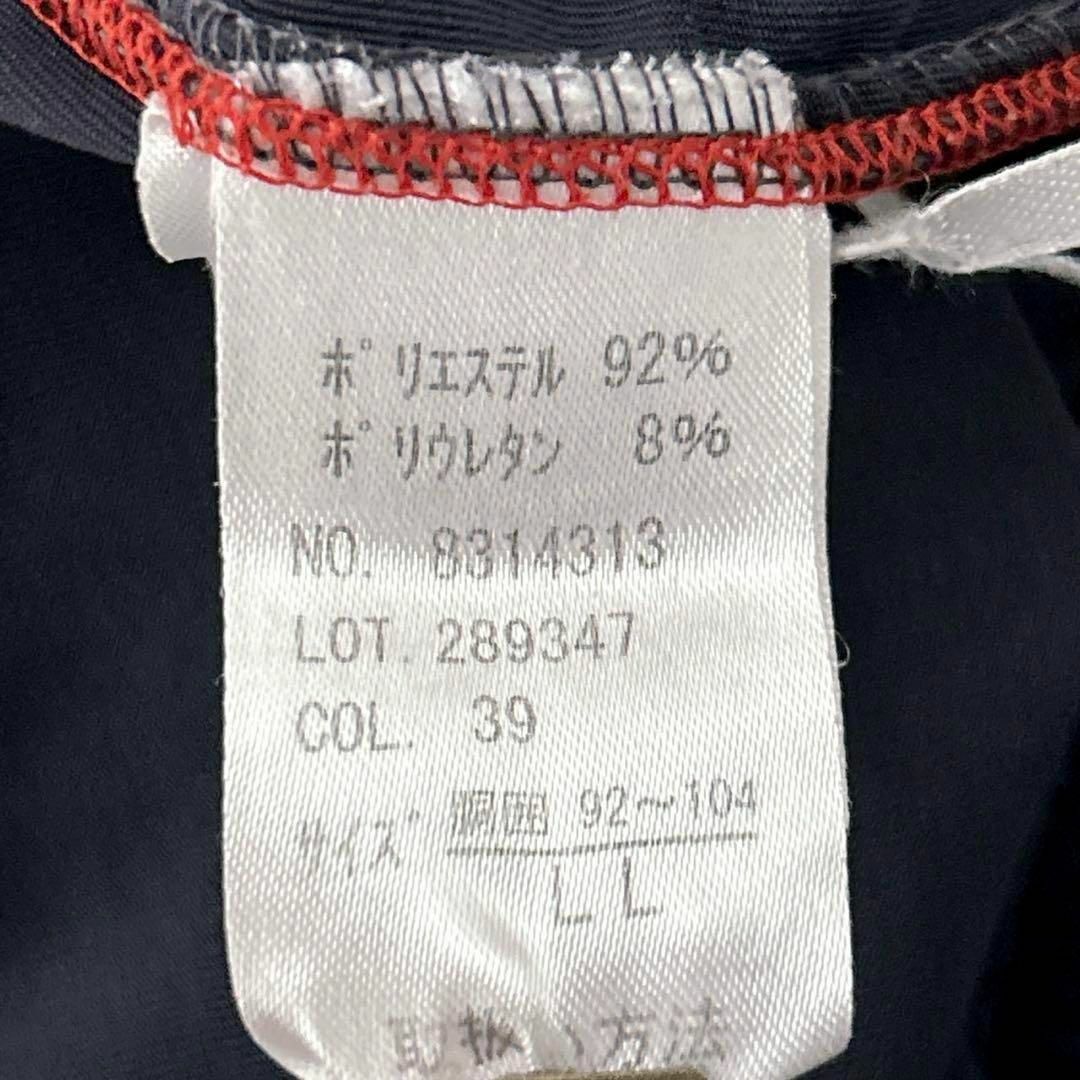 ポリエステル 92%
ポリウレタン 8%
NO. 8314313
LOT. 289347
COL. 39
サイズ 胴囲 92〜104
LL
取扱い方法